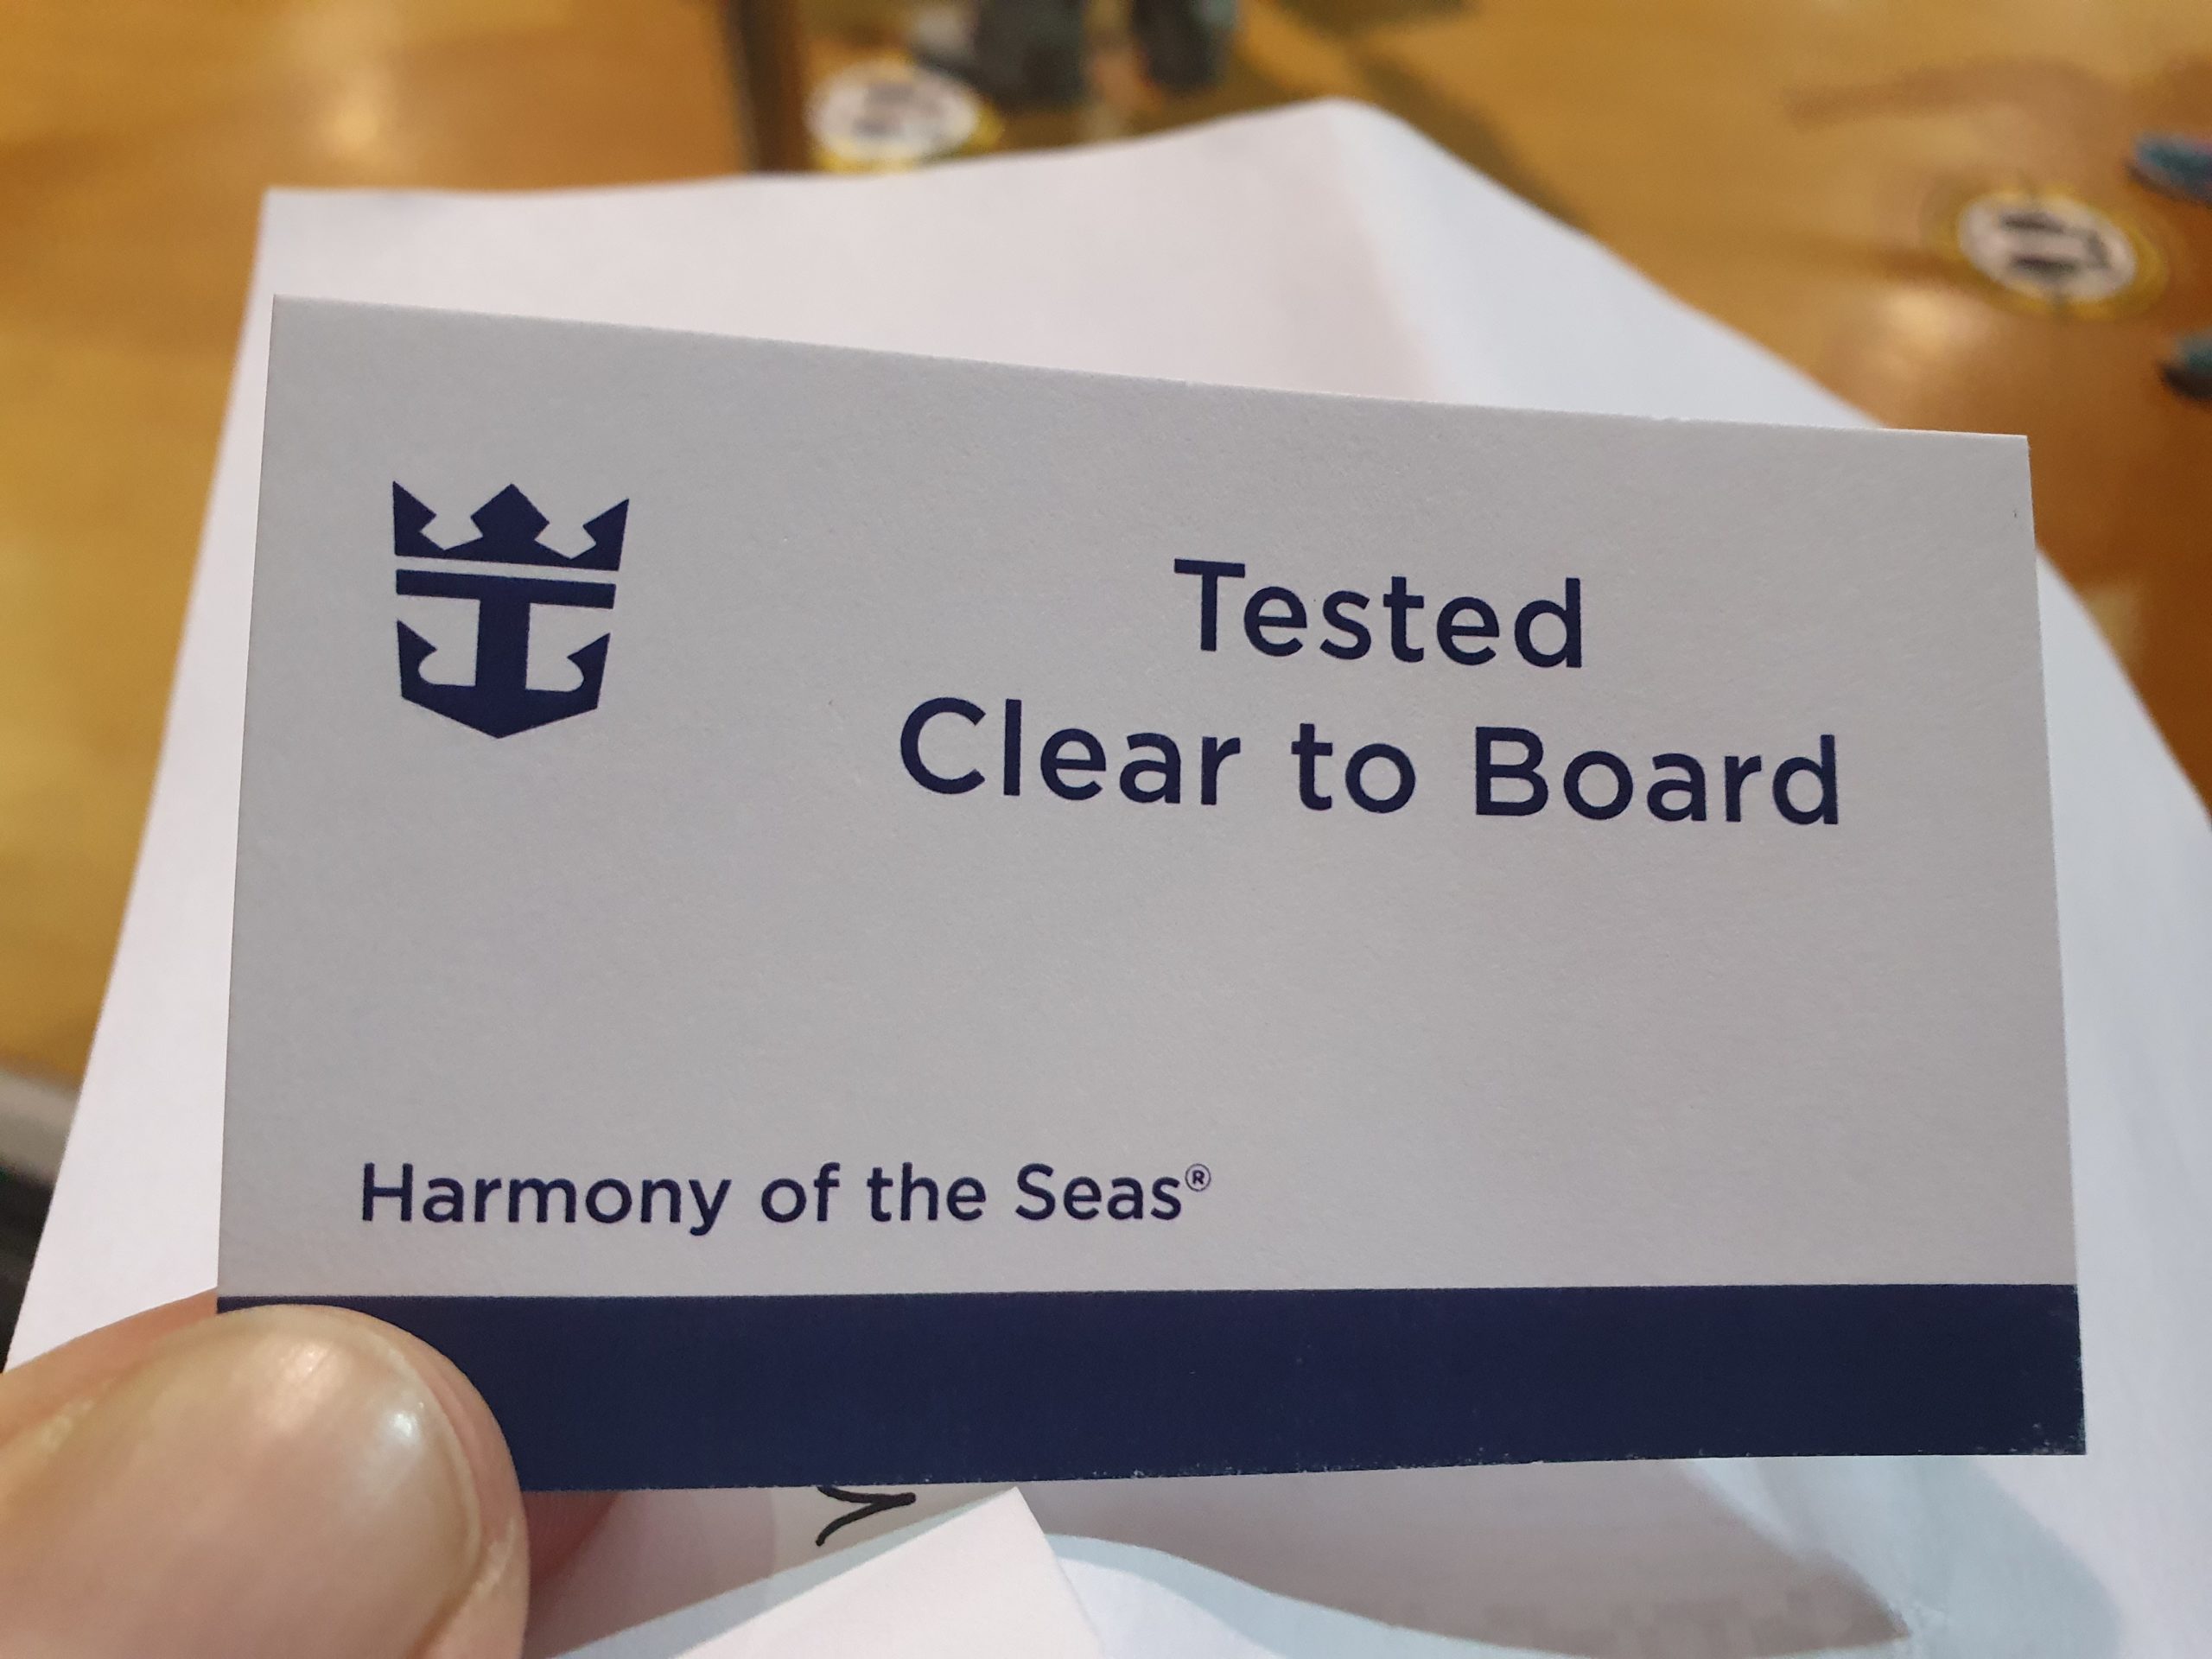 Tested
Clear to Board
Harmony of the Seas®